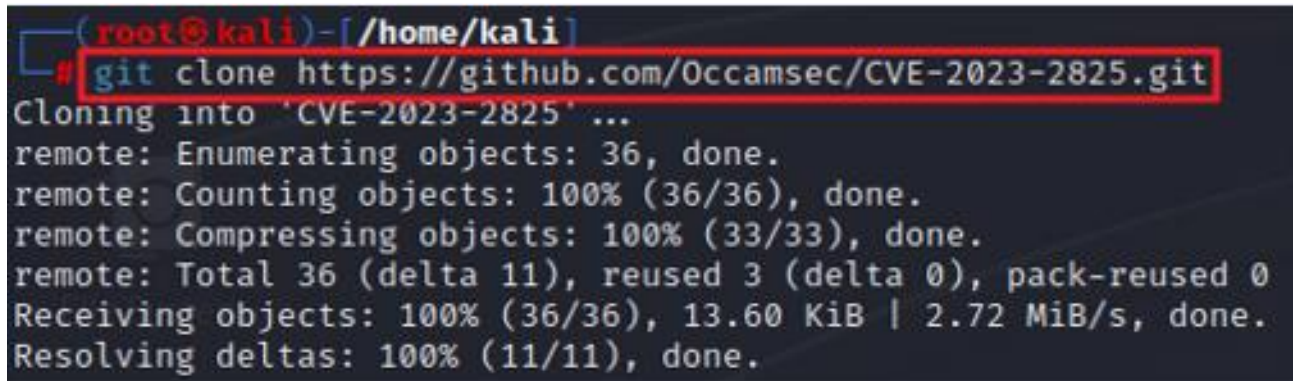 (root㉿kali)-[/home/kali]
# git clone https://github.com/Occamsec/CVE-2023-2825.git
Cloning into 'CVE-2023-2825'...
remote: Enumerating objects: 36, done.
remote: Counting objects: 100% (36/36), done.
remote: Compressing objects: 100% (33/33), done.
remote: Total 36 (delta 11), reused 3 (delta 0), pack-reused 0
Receiving objects: 100% (36/36), 13.60 KiB | 2.72 MiB/s, done.
Resolving deltas: 100% (11/11), done.